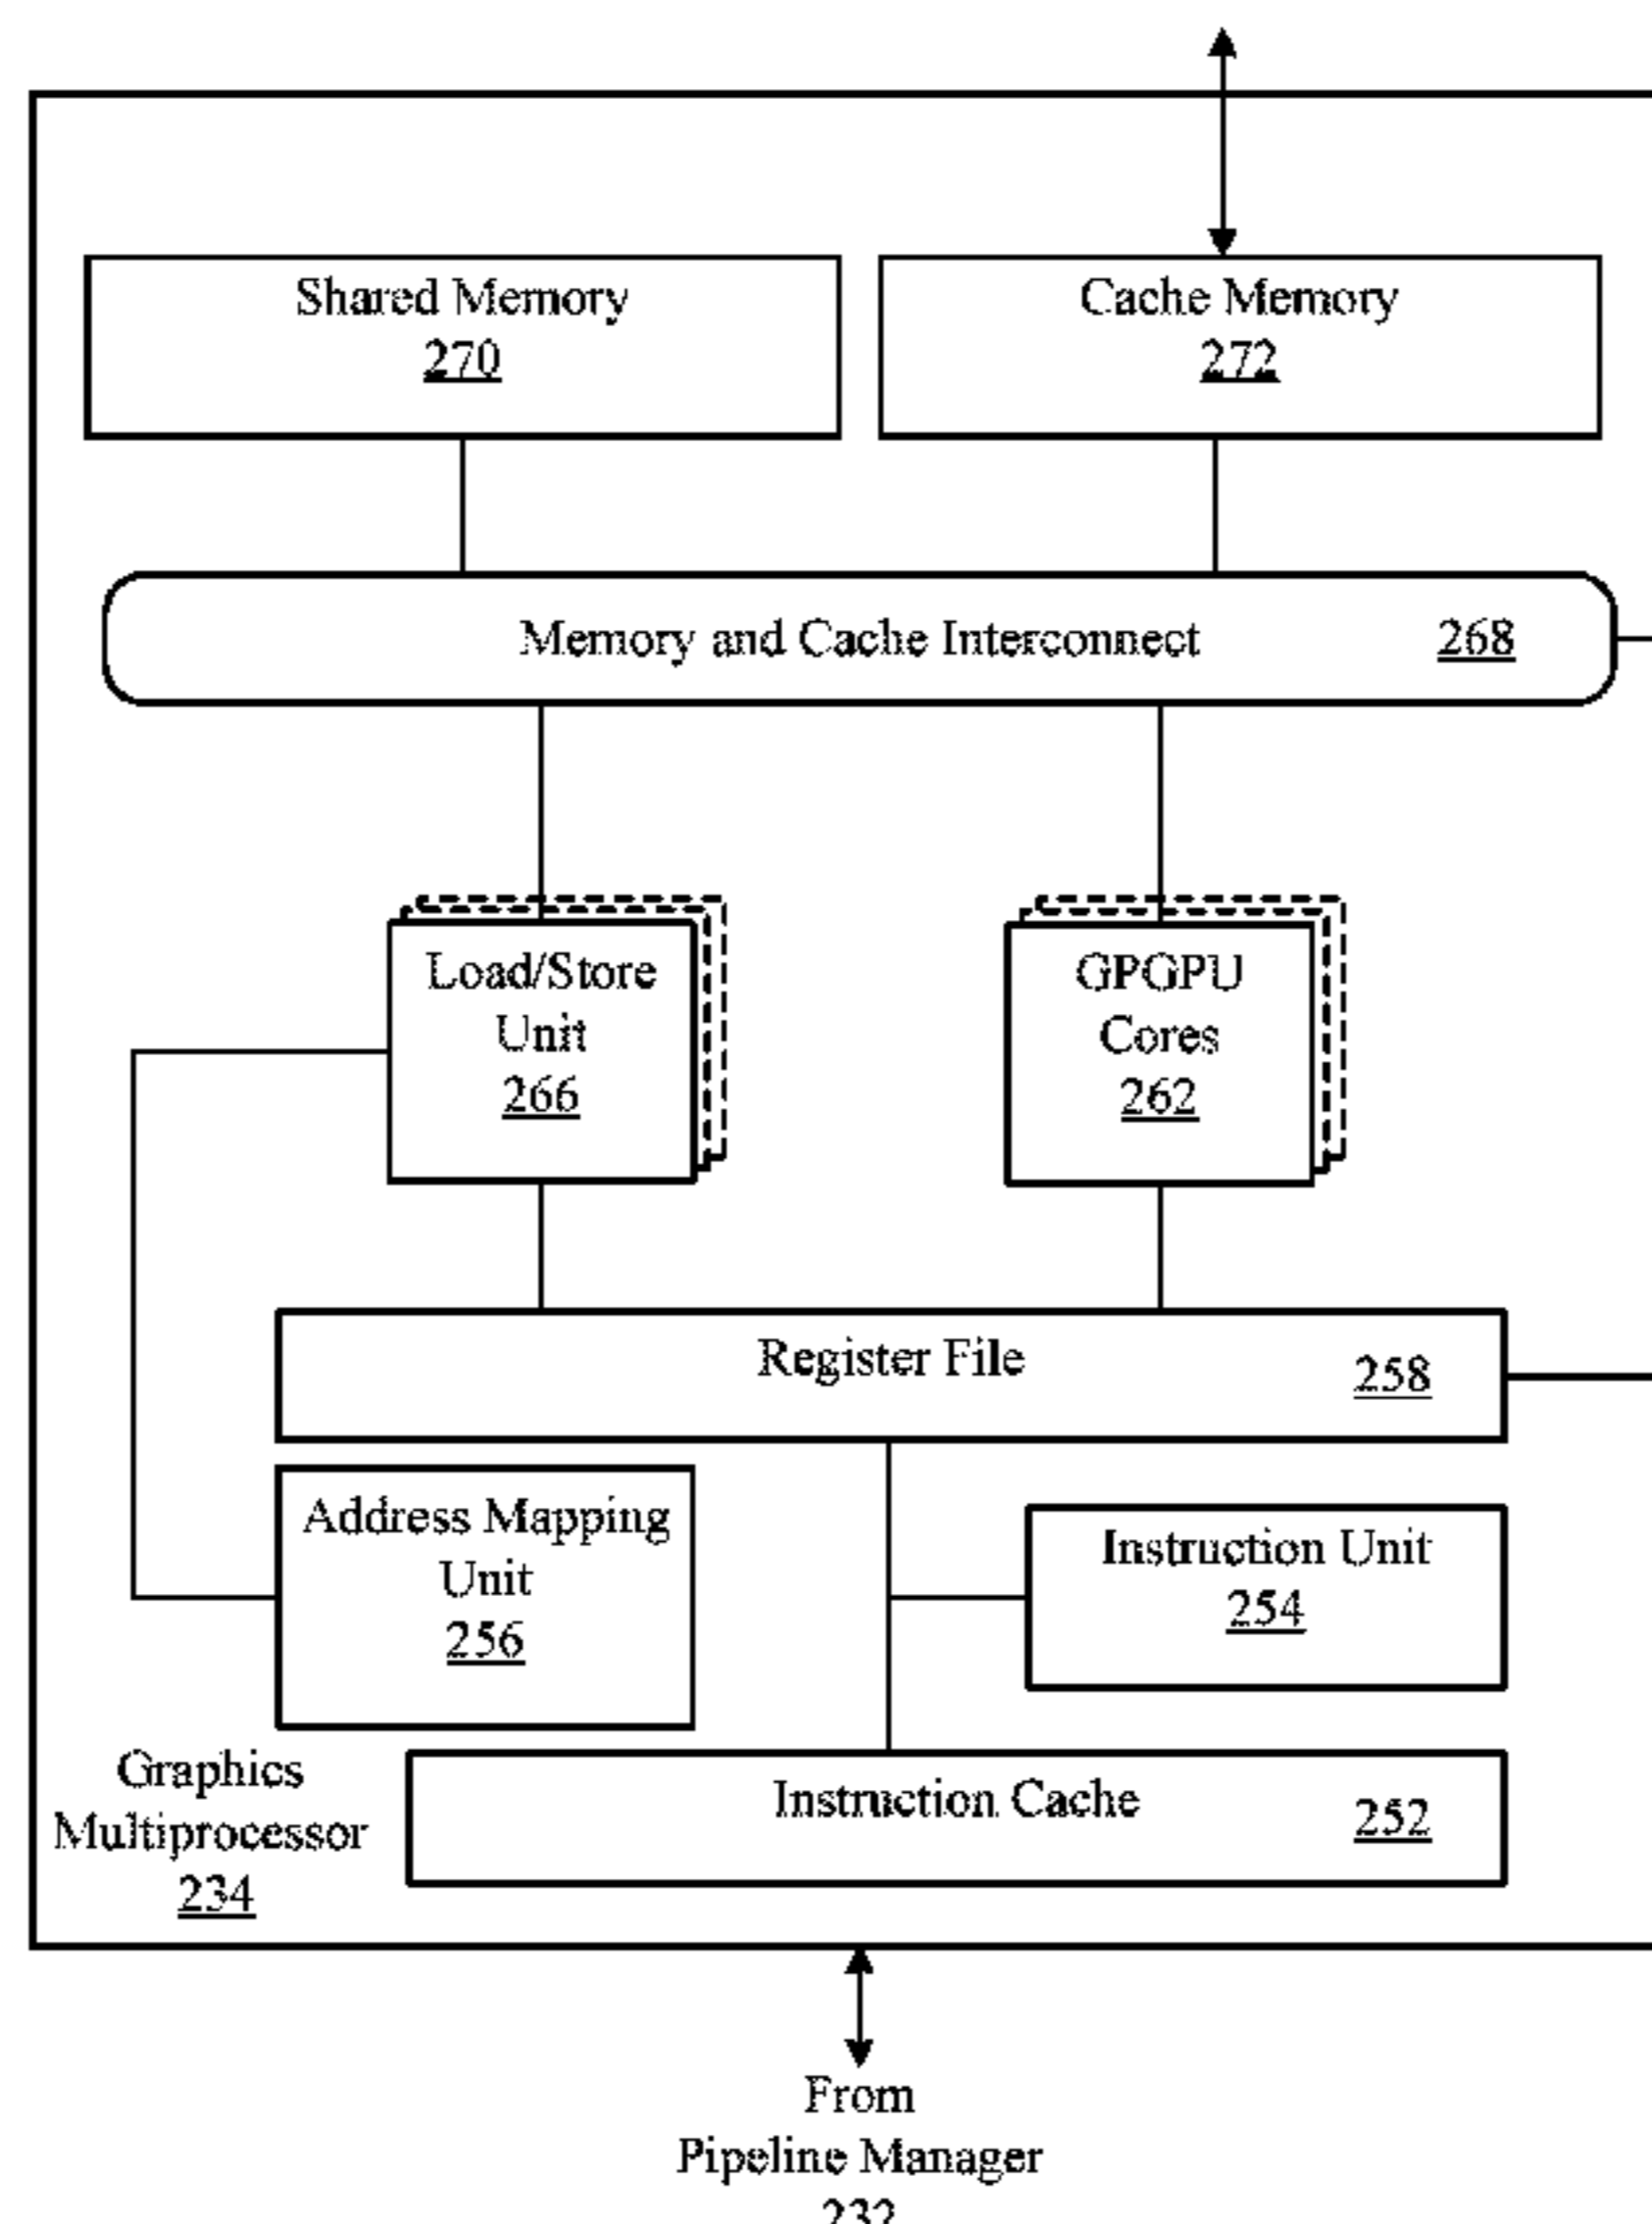 Shared Memory
270
Cache Memory
272
Memory and Cache Interconnect 268
Load/Store
Unit
266
GPGPU
Cores
262
Register File 258
Address Mapping
Unit
256
Instruction Unit
254
Instruction Cache 252
Graphics
Multiprocessor
234
From
Pipeline Manager
232